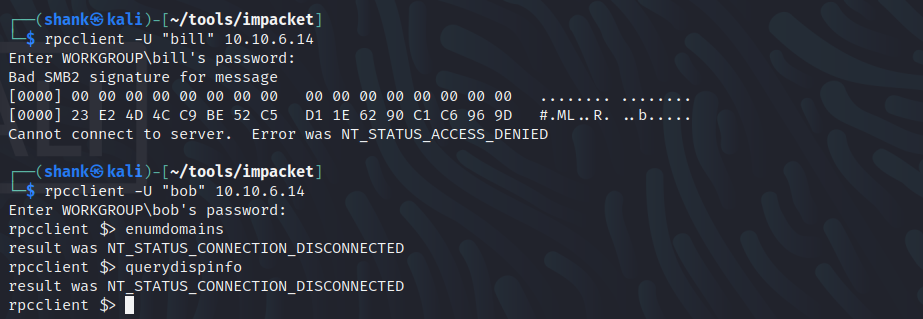 ┌──(shank㉿kali)-[~/tools/impacket]
└─$ rpcclient -U "bill" 10.10.6.14
Enter WORKGROUP\bill's password:
Bad SMB2 signature for message
[0000] 00 00 00 00 00 00 00 00   00 00 00 00 00 00 00 00   ........ ........
[0000] 23 E2 4D 4C C9 BE 52 C5   D1 1E 62 90 C1 C6 96 9D   #.ML..R. ..b.....
Cannot connect to server.  Error was NT_STATUS_ACCESS_DENIED
┌──(shank㉿kali)-[~/tools/impacket]
└─$ rpcclient -U "bob" 10.10.6.14
Enter WORKGROUP\bob's password:
rpcclient $> enumdomains
result was NT_STATUS_CONNECTION_DISCONNECTED
rpcclient $> querydispinfo
result was NT_STATUS_CONNECTION_DISCONNECTED
rpcclient $>